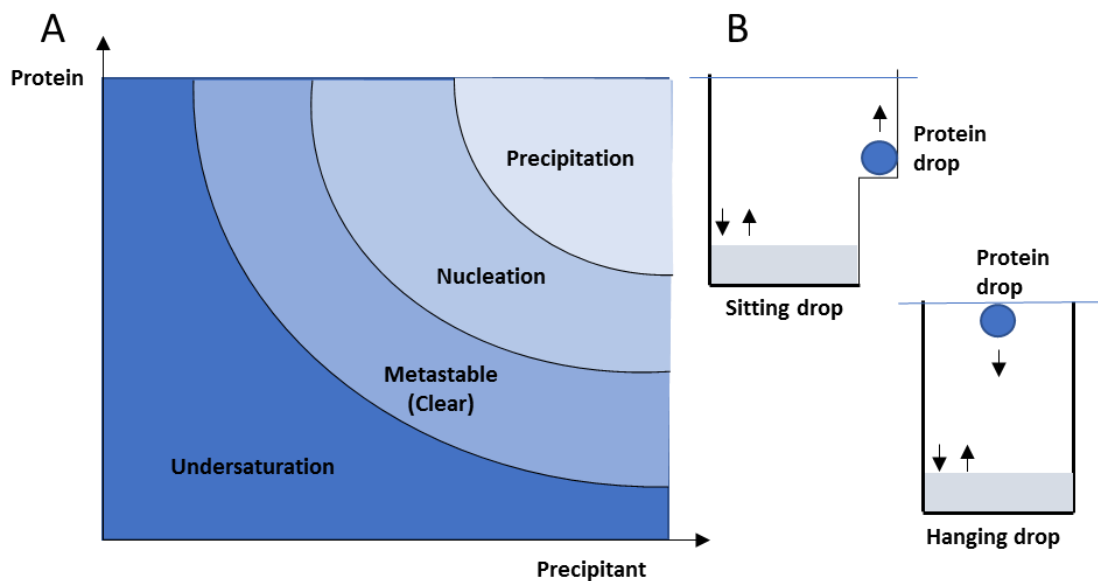 A
Protein
Precipitation
Nucleation
Metastable
(Clear)
Undersaturation
Precipitant
B
Protein
drop
Sitting drop
Protein
drop
Hanging drop